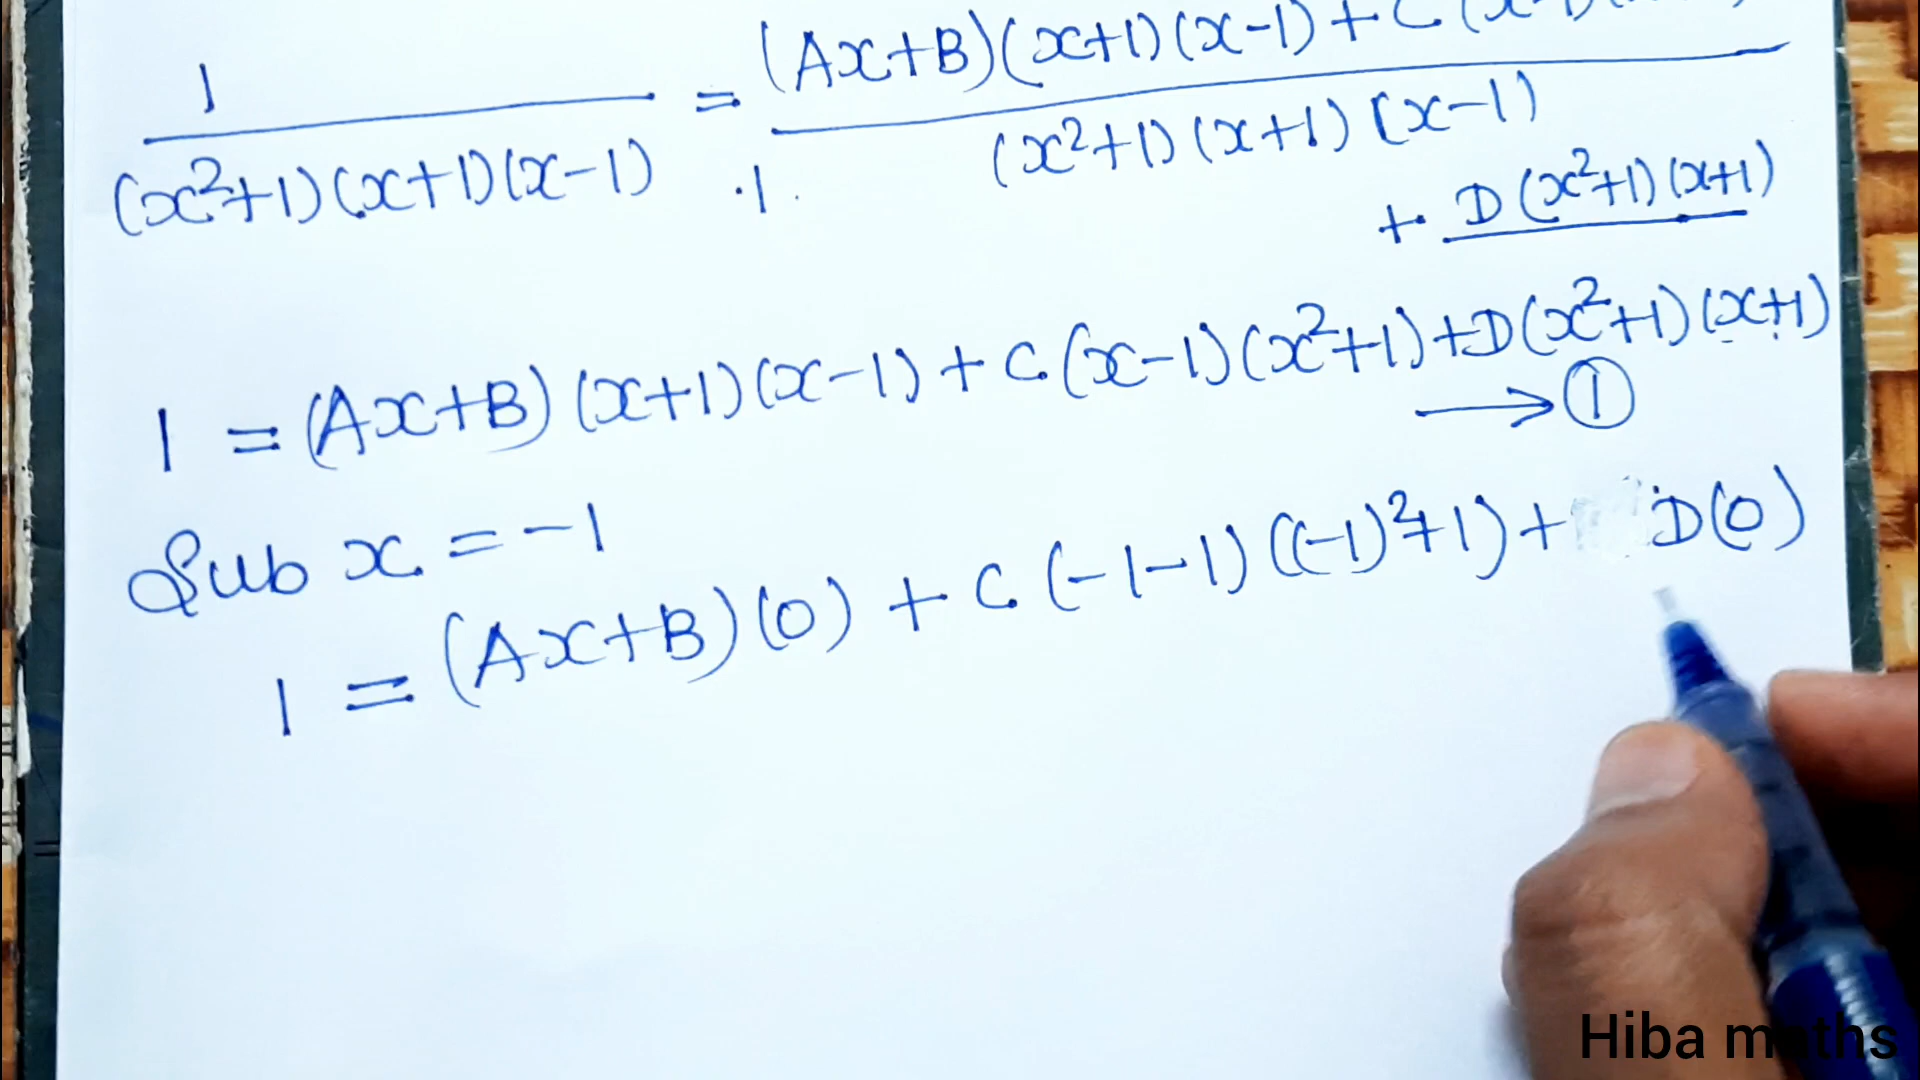 1 / (x²+1)(x+1)(x-1) = (Ax+B)(x+1)(x-1) + C / (x²+1)(x+1)(x-1)
+ D(x²+1)(x+1)
1 = (Ax+B)(x+1)(x-1) + C(x-1)(x²+1) + D(x²+1)(x+1)
→ ①
Sub x = -1
1 = (Ax+B)(0) + C(-1-1)((-1)²+1) + D(0)
Hiba maths